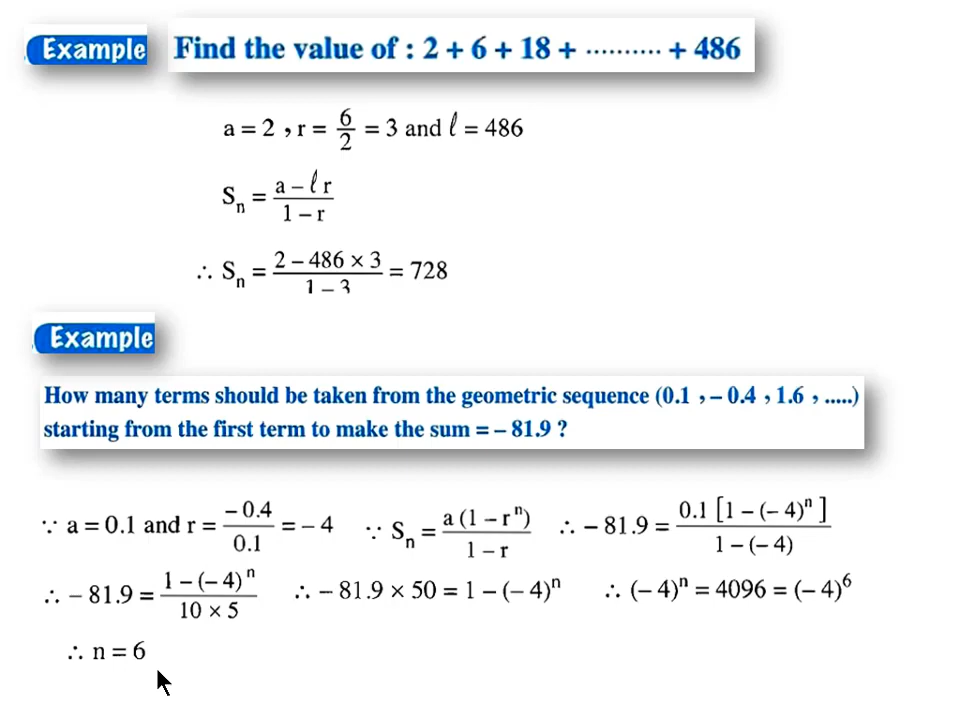 Example
Find the value of : 2 + 6 + 18 + .......... + 486
a = 2 , r = 6/2 = 3 and ℓ = 486
Sₙ = (a – ℓ r)/(1 – r)
∴ Sₙ = (2 – 486 × 3)/(1 – 3) = 728
Example
How many terms should be taken from the geometric sequence (0.1 , – 0.4 , 1.6 , .....)
starting from the first term to make the sum = – 81.9 ?
∵ a = 0.1 and r = (– 0.4)/(0.1) = – 4 ∵ Sₙ = (a (1 – rⁿ))/(1 – r) ∴ – 81.9 = (0.1 [1 – (– 4)ⁿ ])/(1 – (– 4))
∴ – 81.9 = (1 – (– 4)ⁿ)/(10 × 5) ∴ – 81.9 × 50 = 1 – (– 4)ⁿ ∴ (– 4)ⁿ = 4096 = (– 4)⁶
∴ n = 6